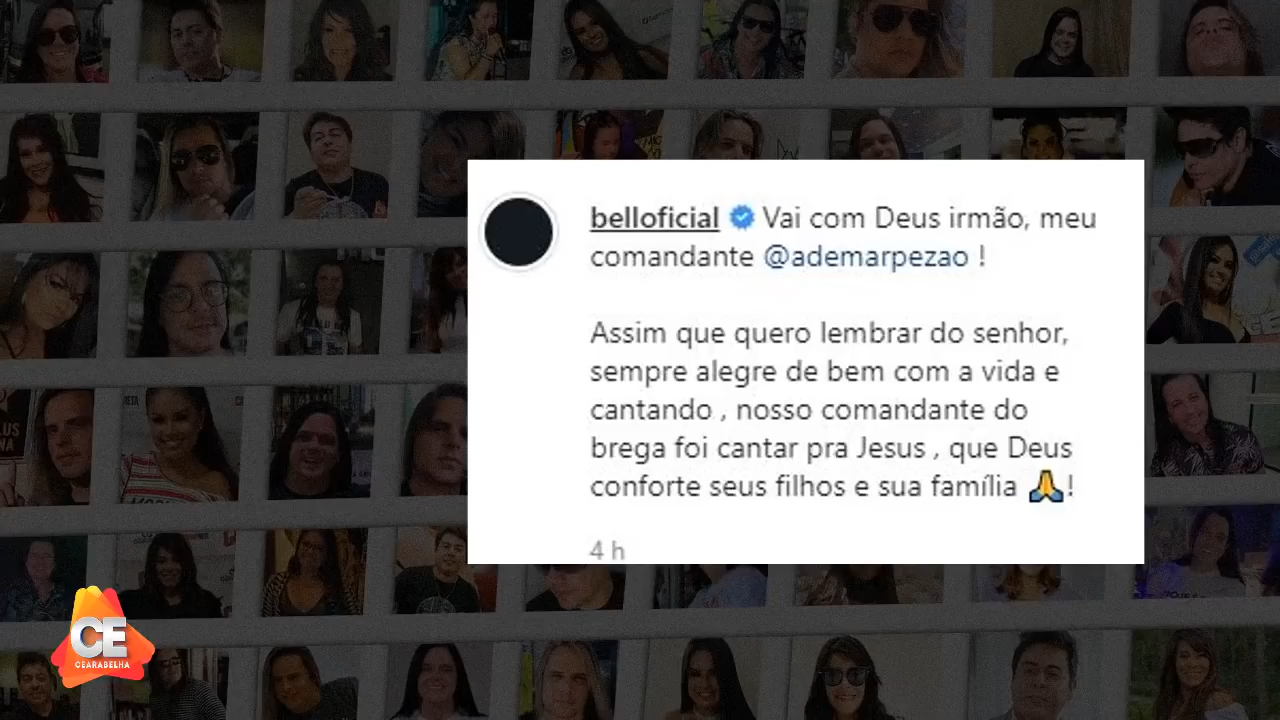 belloficial Vai com Deus irmão, meu
comandante @ademarpezao !
Assim que quero lembrar do senhor,
sempre alegre de bem com a vida e
cantando , nosso comandante do
brega foi cantar pra Jesus , que Deus
conforte seus filhos e sua família 🙏!
4 h
CE
CEARABELHA